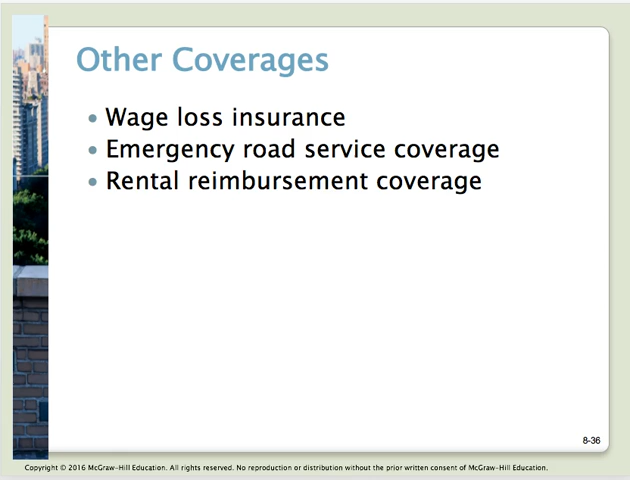 Other Coverages
• Wage loss insurance
• Emergency road service coverage
• Rental reimbursement coverage
8-36
Copyright © 2016 McGraw-Hill Education. All rights reserved. No reproduction or distribution without the prior written consent of McGraw-Hill Education.